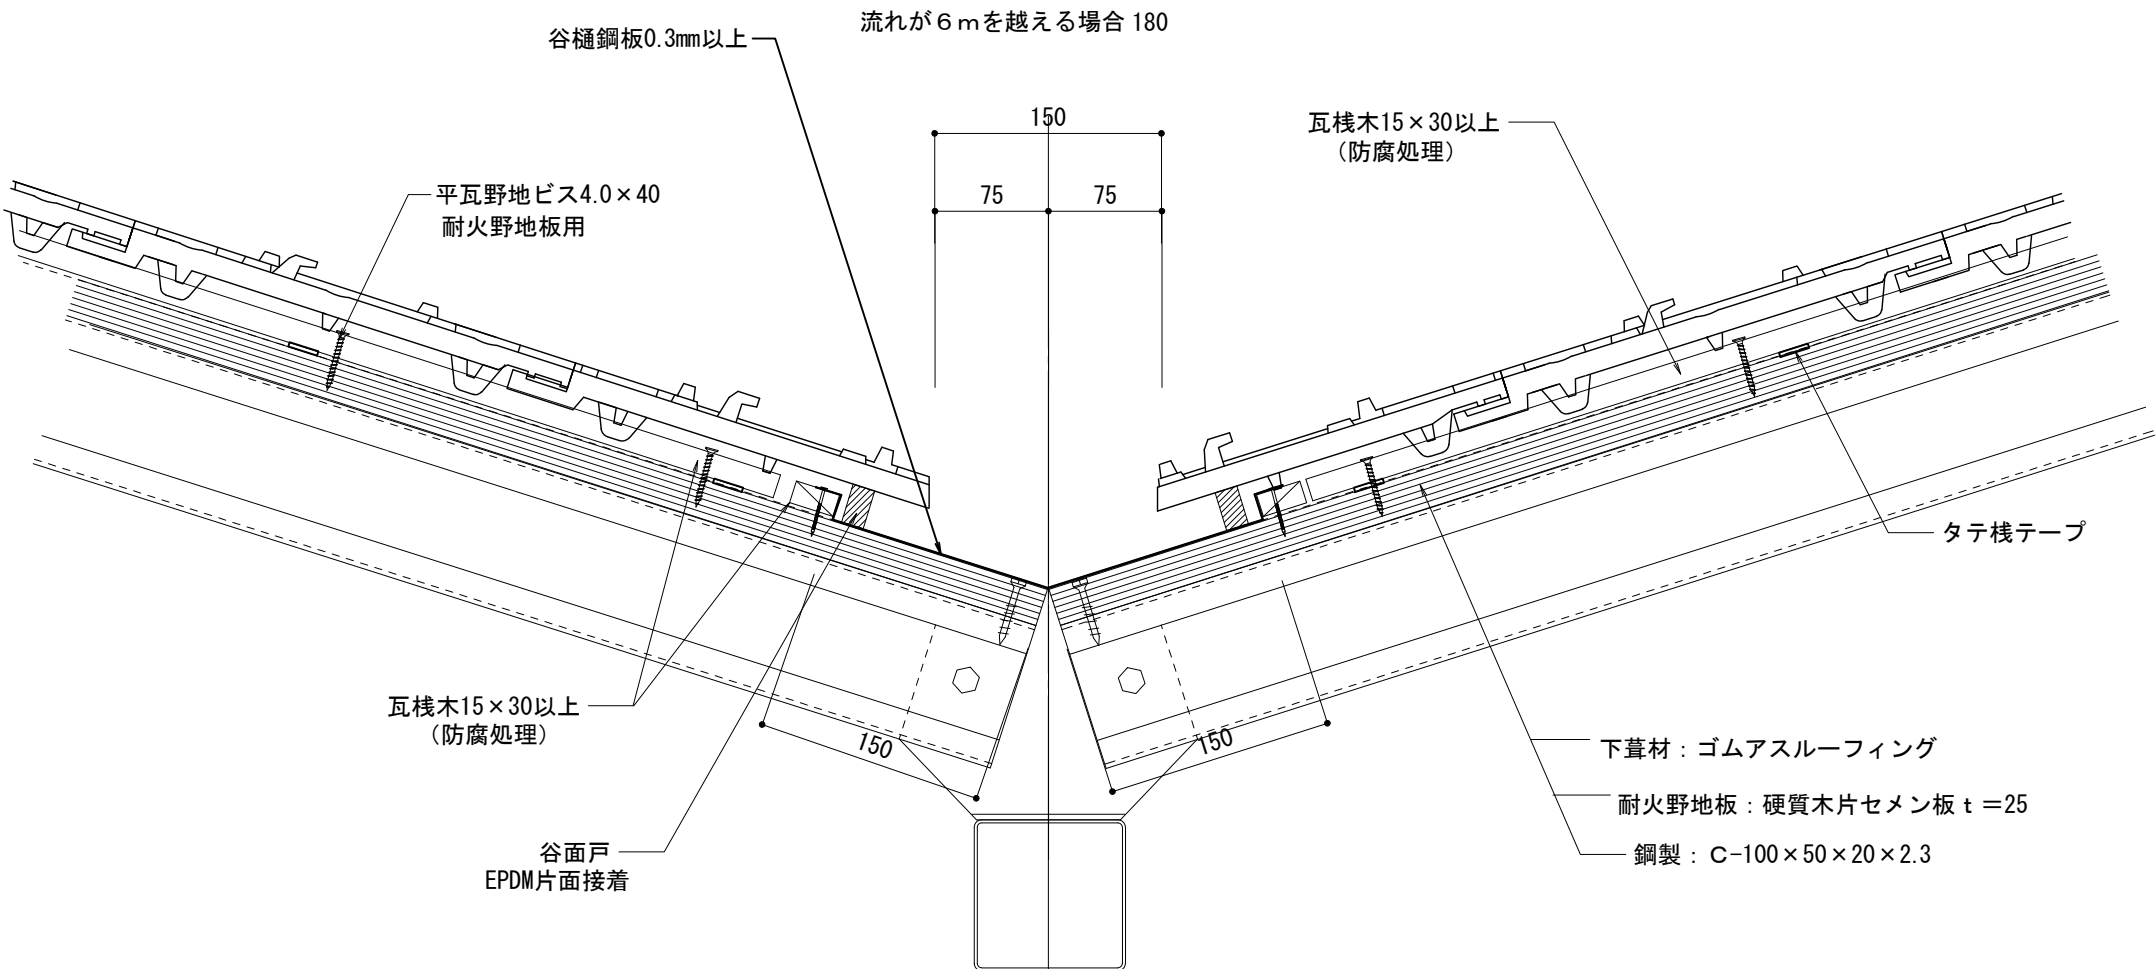 流れが６ｍを越える場合 180
谷樋鋼板0.3mm以上
150
瓦桟木15×30以上
（防腐処理）
75
75
平瓦野地ビス4.0×40
耐火野地板用
タテ桟テープ
瓦桟木15×30以上
（防腐処理）
150
150
下葺材：ゴムアスルーフィング
耐火野地板：硬質木片セメン板ｔ＝25
鋼製：Ｃ-100×50×20×2.3
谷面戸
EPDM片面接着